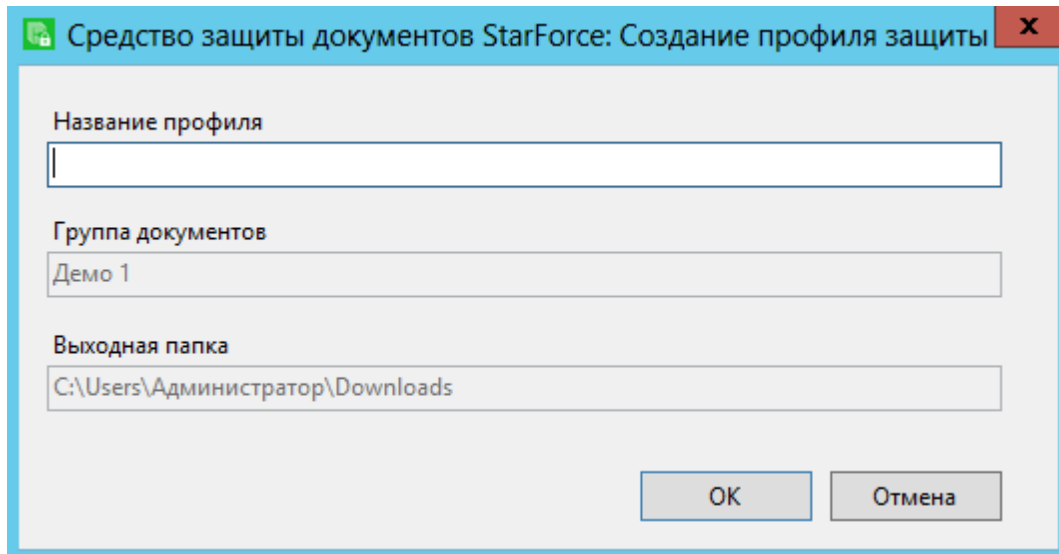 Средство защиты документов StarForce: Создание профиля защиты
Название профиля
Группа документов
Демо 1
Выходная папка
C:\Users\Администратор\Downloads
ОК Отмена